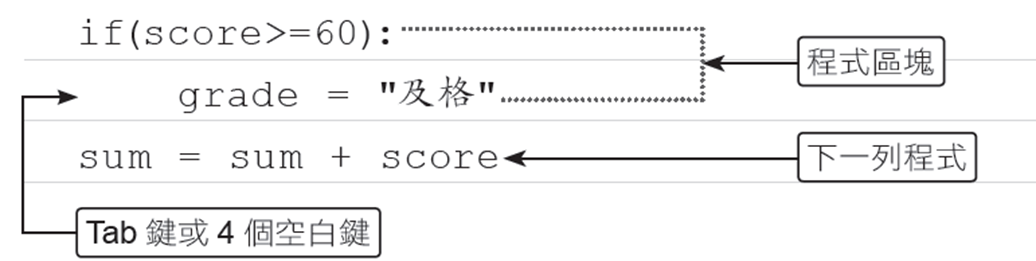 if(score>=60):
程式區塊
    grade = "及格"
sum = sum + score
下一列程式
Tab 鍵或 4 個空白鍵